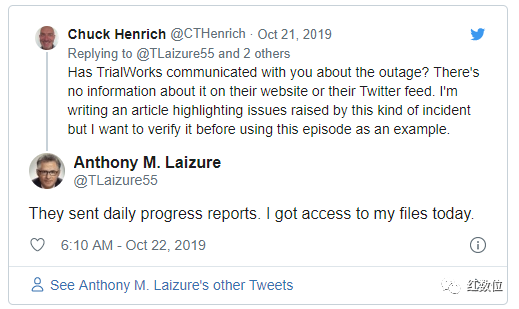 Chuck Henrich @CTHenrich · Oct 21, 2019
Replying to @TLaizure55 and 2 others
Has TrialWorks communicated with you about the outage? There's
no information about it on their website or their Twitter feed. I'm
writing an article highlighting issues raised by this kind of incident
but I want to verify it before using this episode as an example.
Anthony M. Laizure
@TLaizure55
They sent daily progress reports. I got access to my files today.
6:10 AM - Oct 22, 2019
See Anthony M. Laizure's other Tweets
红数位